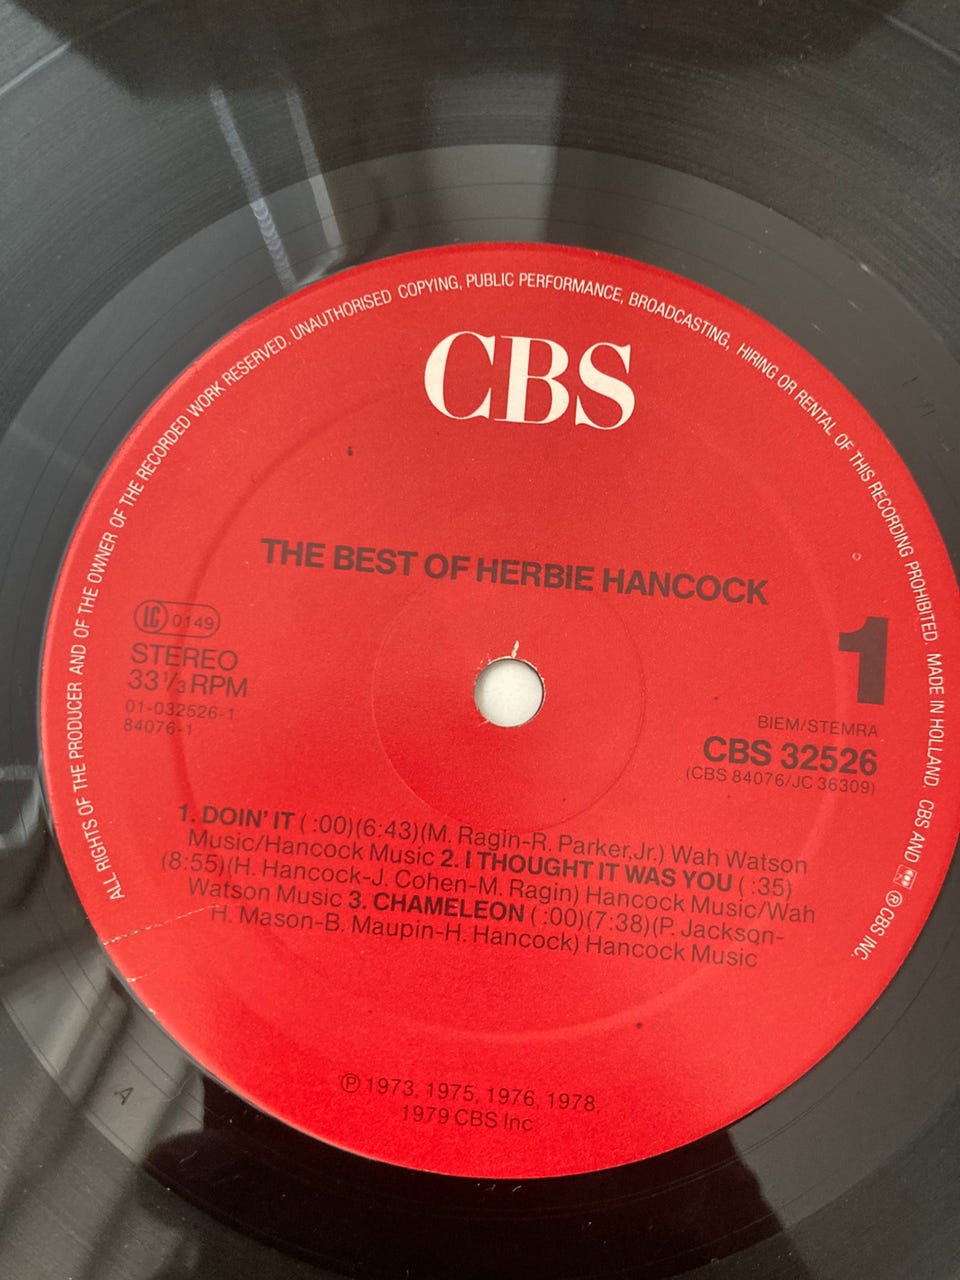 ALL RIGHTS OF THE PRODUCER AND OF THE OWNER OF THE RECORDED WORK RESERVED. UNAUTHORISED COPYING, PUBLIC PERFORMANCE, BROADCASTING, HIRING OR RENTAL OF THIS RECORDING PROHIBITED. MADE IN HOLLAND. CBS AND ℗ CBS INC.
CBS
THE BEST OF HERBIE HANCOCK
LC 0149
STEREO
33 1/3 RPM
01-032526-1
84076-1
1
BIEM/STEMRA
CBS 32526
(CBS 84076/JC 36309)
1. DOIN' IT ( :00)(6:43)(M. Ragin-R. Parker,Jr.) Wah Watson
Music/Hancock Music 2. I THOUGHT IT WAS YOU ( :35)
(8:55)(H. Hancock-J. Cohen-M. Ragin) Hancock Music/Wah
Watson Music 3. CHAMELEON ( :00)(7:38)(P. Jackson-
H. Mason-B. Maupin-H. Hancock) Hancock Music
℗ 1973, 1975, 1976, 1978,
1979 CBS Inc.
A